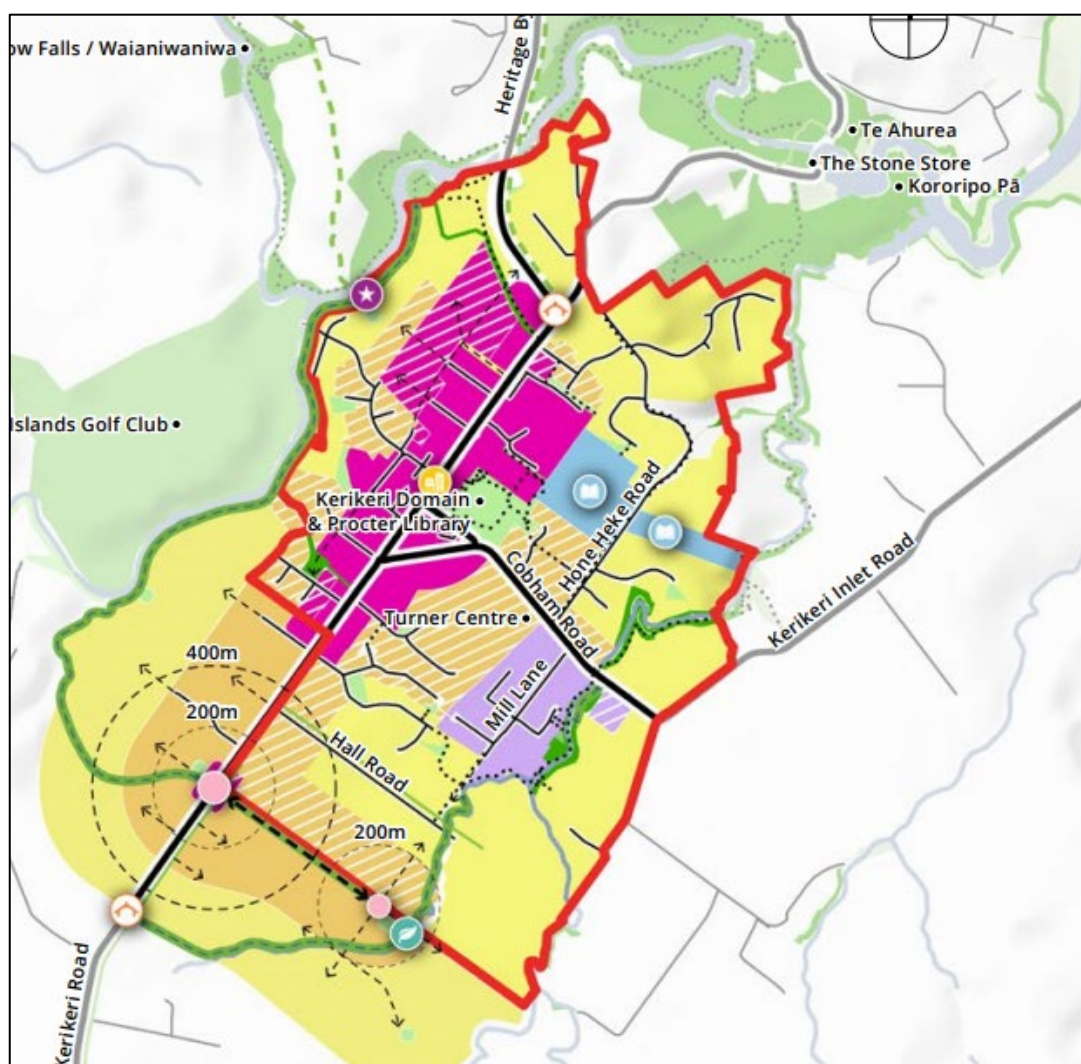 ow Falls / Waianiwaniwa
Heritage By
Te Ahurea
The Stone Store
Kororipo Pā
Islands Golf Club
Kerikeri Domain
& Procter Library
Hone Heke Road
Cobham Road
Kerikeri Inlet Road
Turner Centre
400m
200m
Mill Lane
Hall Road
200m
Kerikeri Road